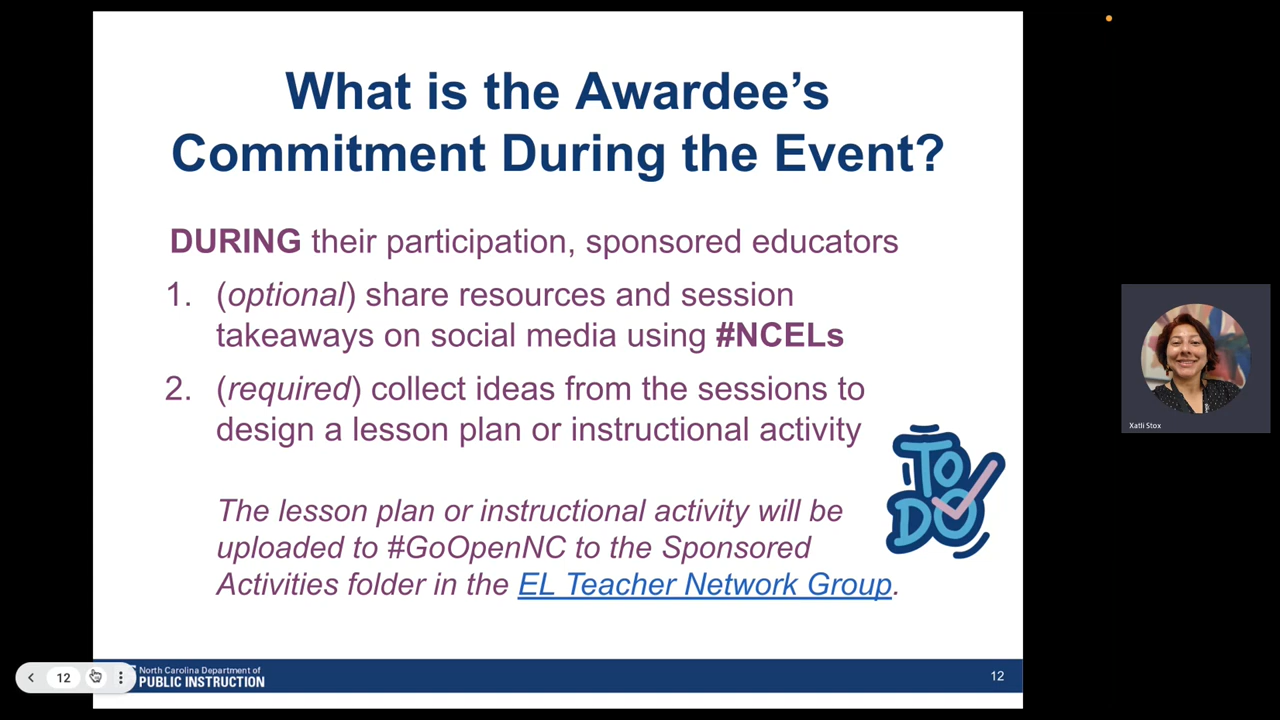 What is the Awardee’s
Commitment During the Event?
DURING their participation, sponsored educators
1. (optional) share resources and session
takeaways on social media using #NCELs
2. (required) collect ideas from the sessions to
design a lesson plan or instructional activity
TO
DO
The lesson plan or instructional activity will be
uploaded to #GoOpenNC to the Sponsored
Activities folder in the EL Teacher Network Group.
Xatli Stox
12
North Carolina Department of
PUBLIC INSTRUCTION
12